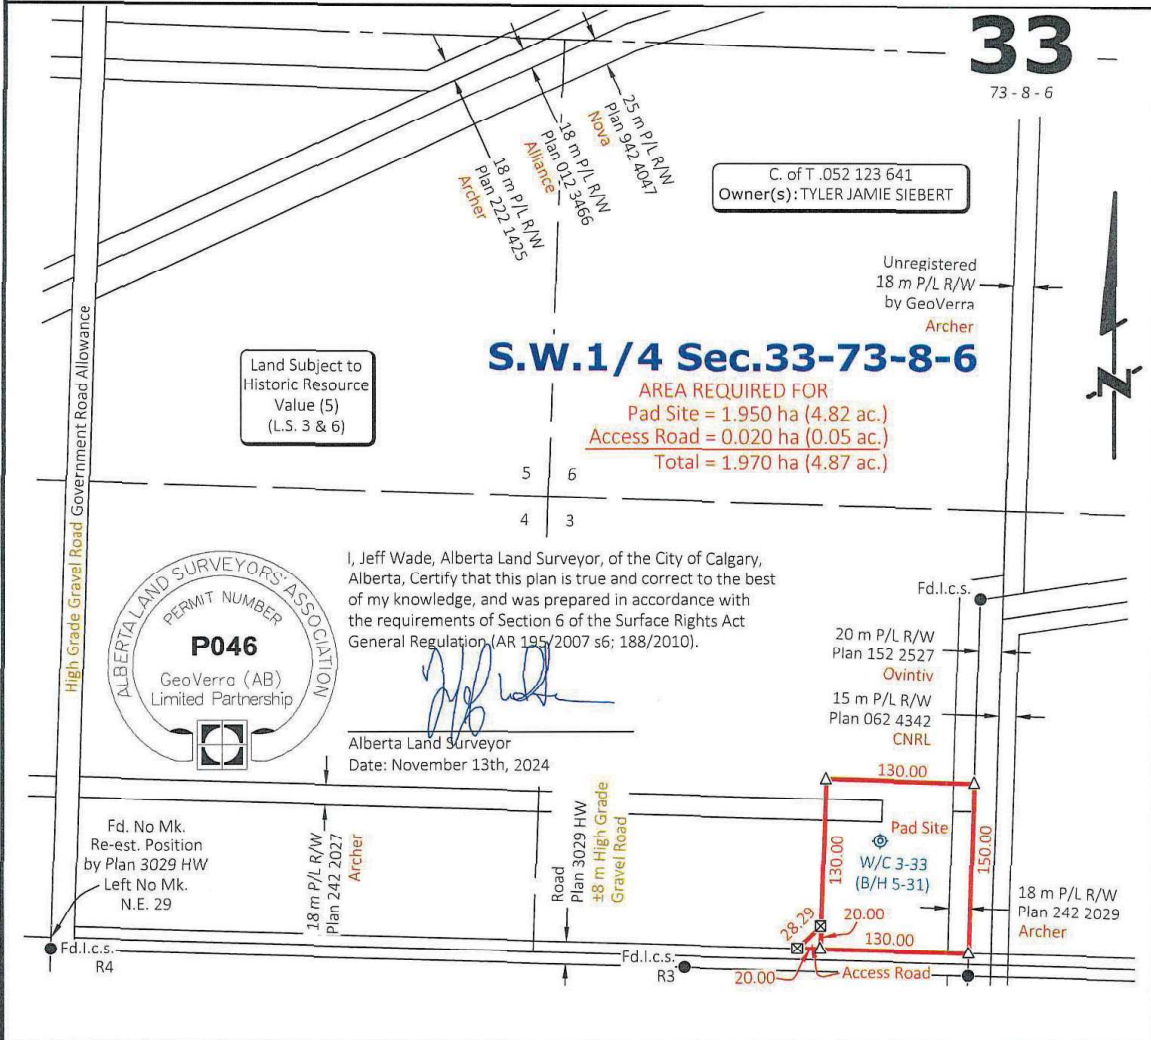 33
73 - 8 - 6
25 m P/L R/W
Plan 942 4047
Nova
18 m P/L R/W
Plan 012 3466
Alliance
18 m P/L R/W
Plan 222 1425
Archer
C. of T .052 123 641
Owner(s): TYLER JAMIE SIEBERT
Unregistered
18 m P/L R/W
by GeoVerra
Archer
N
S.W.1/4 Sec.33-73-8-6
AREA REQUIRED FOR
Pad Site = 1.950 ha (4.82 ac.)
Access Road = 0.020 ha (0.05 ac.)
Total = 1.970 ha (4.87 ac.)
Land Subject to
Historic Resource
Value (5)
(L.S. 3 & 6)
High Grade Gravel Road Government Road Allowance
5 6
4 3
ALBERTA LAND SURVEYORS' ASSOCIATION
PERMIT NUMBER
P046
GeoVerra (AB)
Limited Partnership
I, Jeff Wade, Alberta Land Surveyor, of the City of Calgary,
Alberta, Certify that this plan is true and correct to the best
of my knowledge, and was prepared in accordance with
the requirements of Section 6 of the Surface Rights Act
General Regulation (AR 195/2007 s6; 188/2010).
Alberta Land Surveyor
Date: November 13th, 2024
Fd.I.c.s.
20 m P/L R/W
Plan 152 2527
Ovintiv
15 m P/L R/W
Plan 062 4342
CNRL
130.00
130.00
150.00
Pad Site
W/C 3-33
(B/H 5-31)
20.00
28.29
130.00
20.00
Access Road
18 m P/L R/W
Plan 242 2029
Archer
Fd. No Mk.
Re-est. Position
by Plan 3029 HW
Left No Mk.
N.E. 29
18 m P/L R/W
Plan 242 2027
Archer
Road
Plan 3029 HW
±8 m High Grade
Gravel Road
Fd.I.c.s.
R4
Fd.I.c.s.
R3